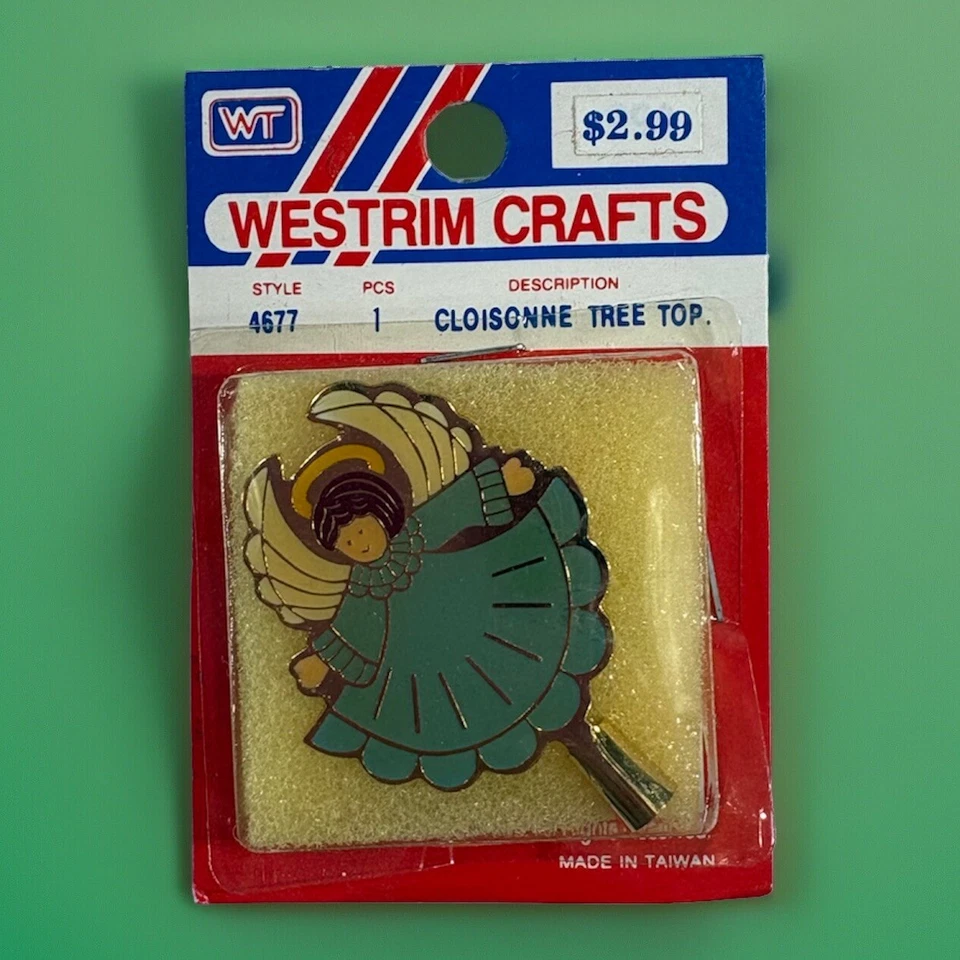 WT
$2.99
WESTRIM CRAFTS
STYLE PCS DESCRIPTION
4677 1 CLOISONNE TREE TOP.
MADE IN TAIWAN